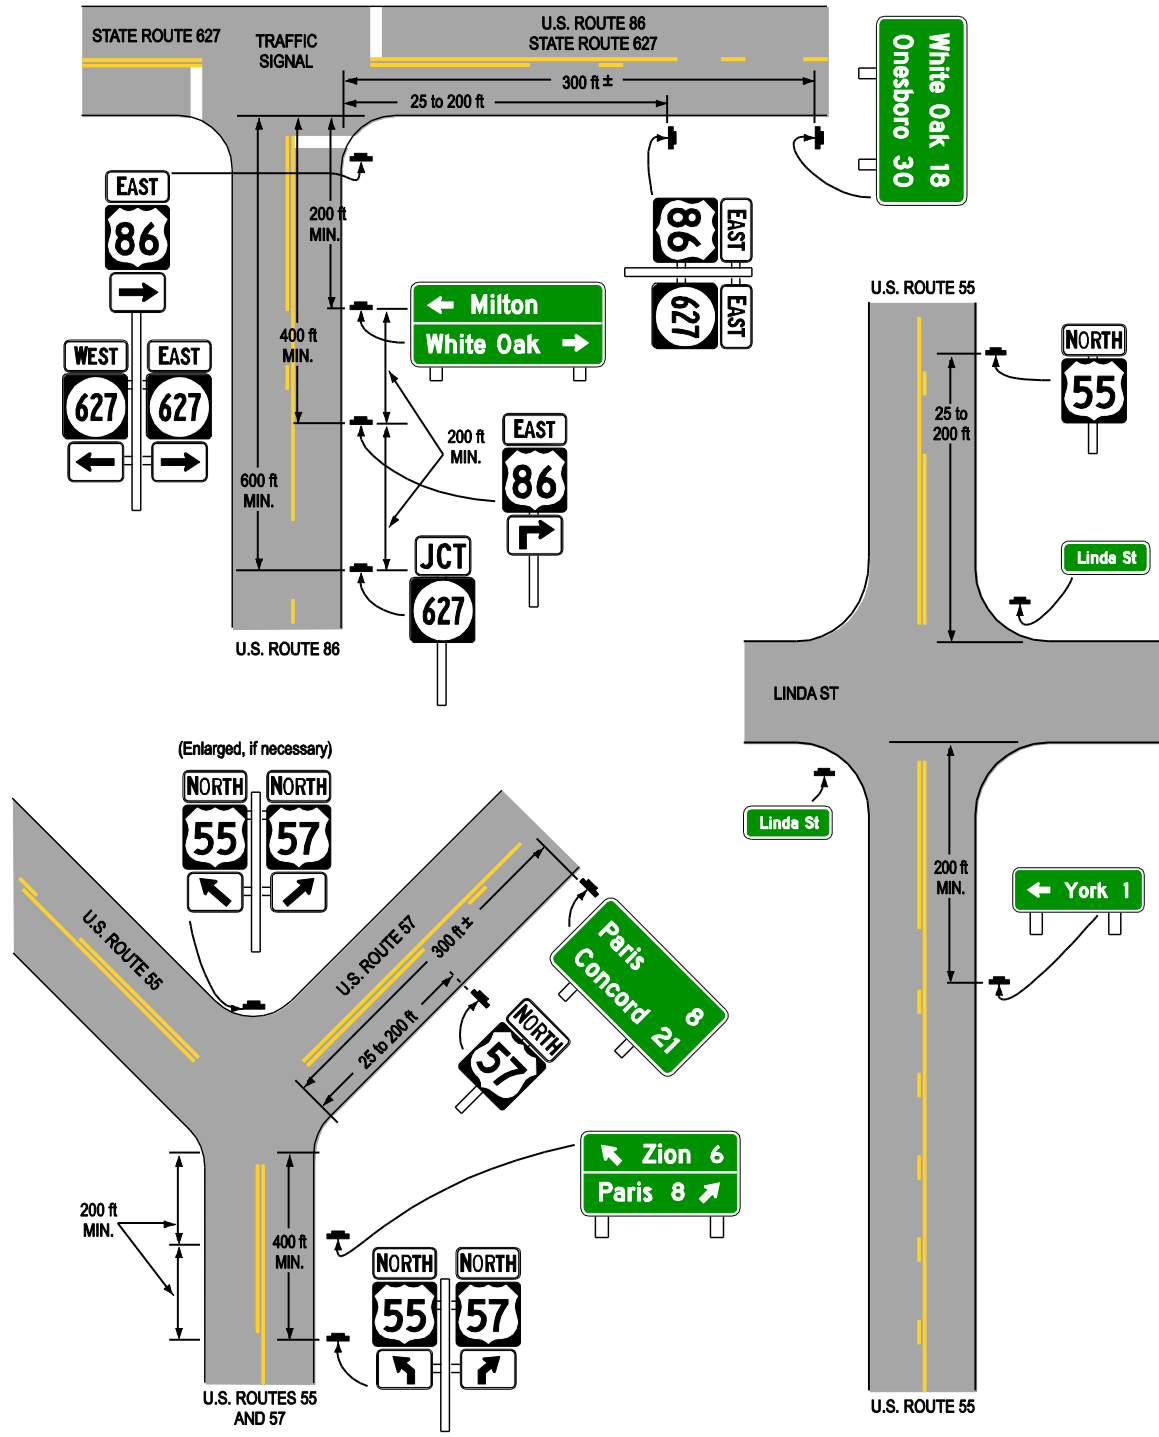 STATE ROUTE 627
TRAFFIC
SIGNAL
U.S. ROUTE 86
STATE ROUTE 627
300 ft ±
25 to 200 ft
White Oak 18
Onesboro 30
EAST
86
WEST
627
EAST
627
200 ft
MIN.
400 ft
MIN.
600 ft
MIN.
Milton
White Oak
200 ft
MIN.
EAST
86
JCT
627
U.S. ROUTE 86
86
EAST
627
EAST
U.S. ROUTE 55
NORTH
55
25 to
200 ft
Linda St
LINDA ST
Linda St
200 ft
MIN.
York 1
U.S. ROUTE 55
(Enlarged, if necessary)
NORTH
55
NORTH
57
U.S. ROUTE 55
U.S. ROUTE 57
300 ft ±
25 to 200 ft
Paris 8
Concord 21
NORTH
57
Zion 6
Paris 8
200 ft
MIN.
400 ft
MIN.
NORTH
55
NORTH
57
U.S. ROUTES 55
AND 57